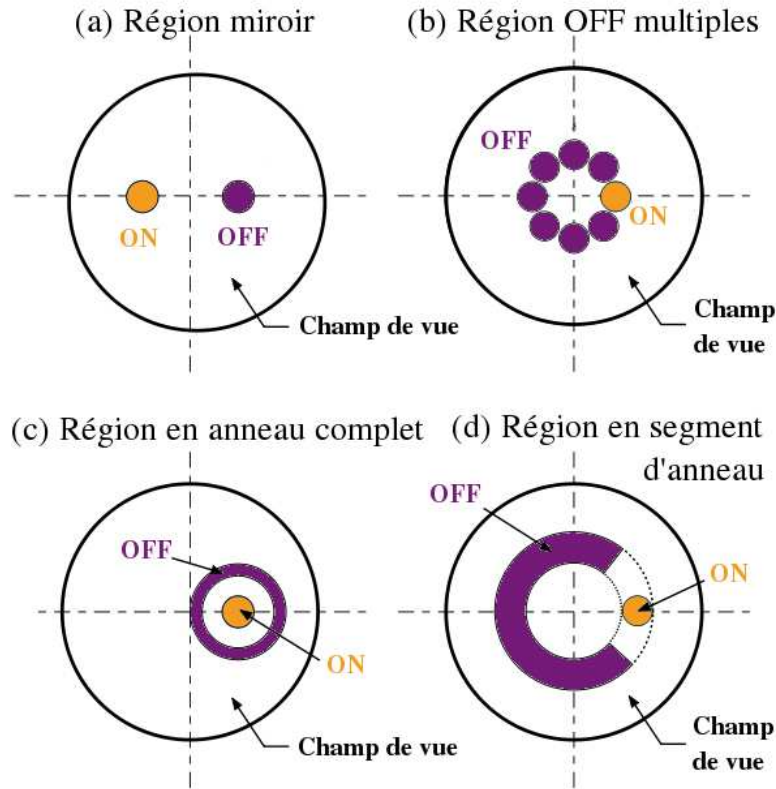 (a) Région miroir
ON
OFF
Champ de vue
(b) Région OFF multiples
OFF
ON
Champ
de vue
(c) Région en anneau complet
OFF
ON
Champ de vue
(d) Région en segment
d'anneau
OFF
ON
Champ
de vue